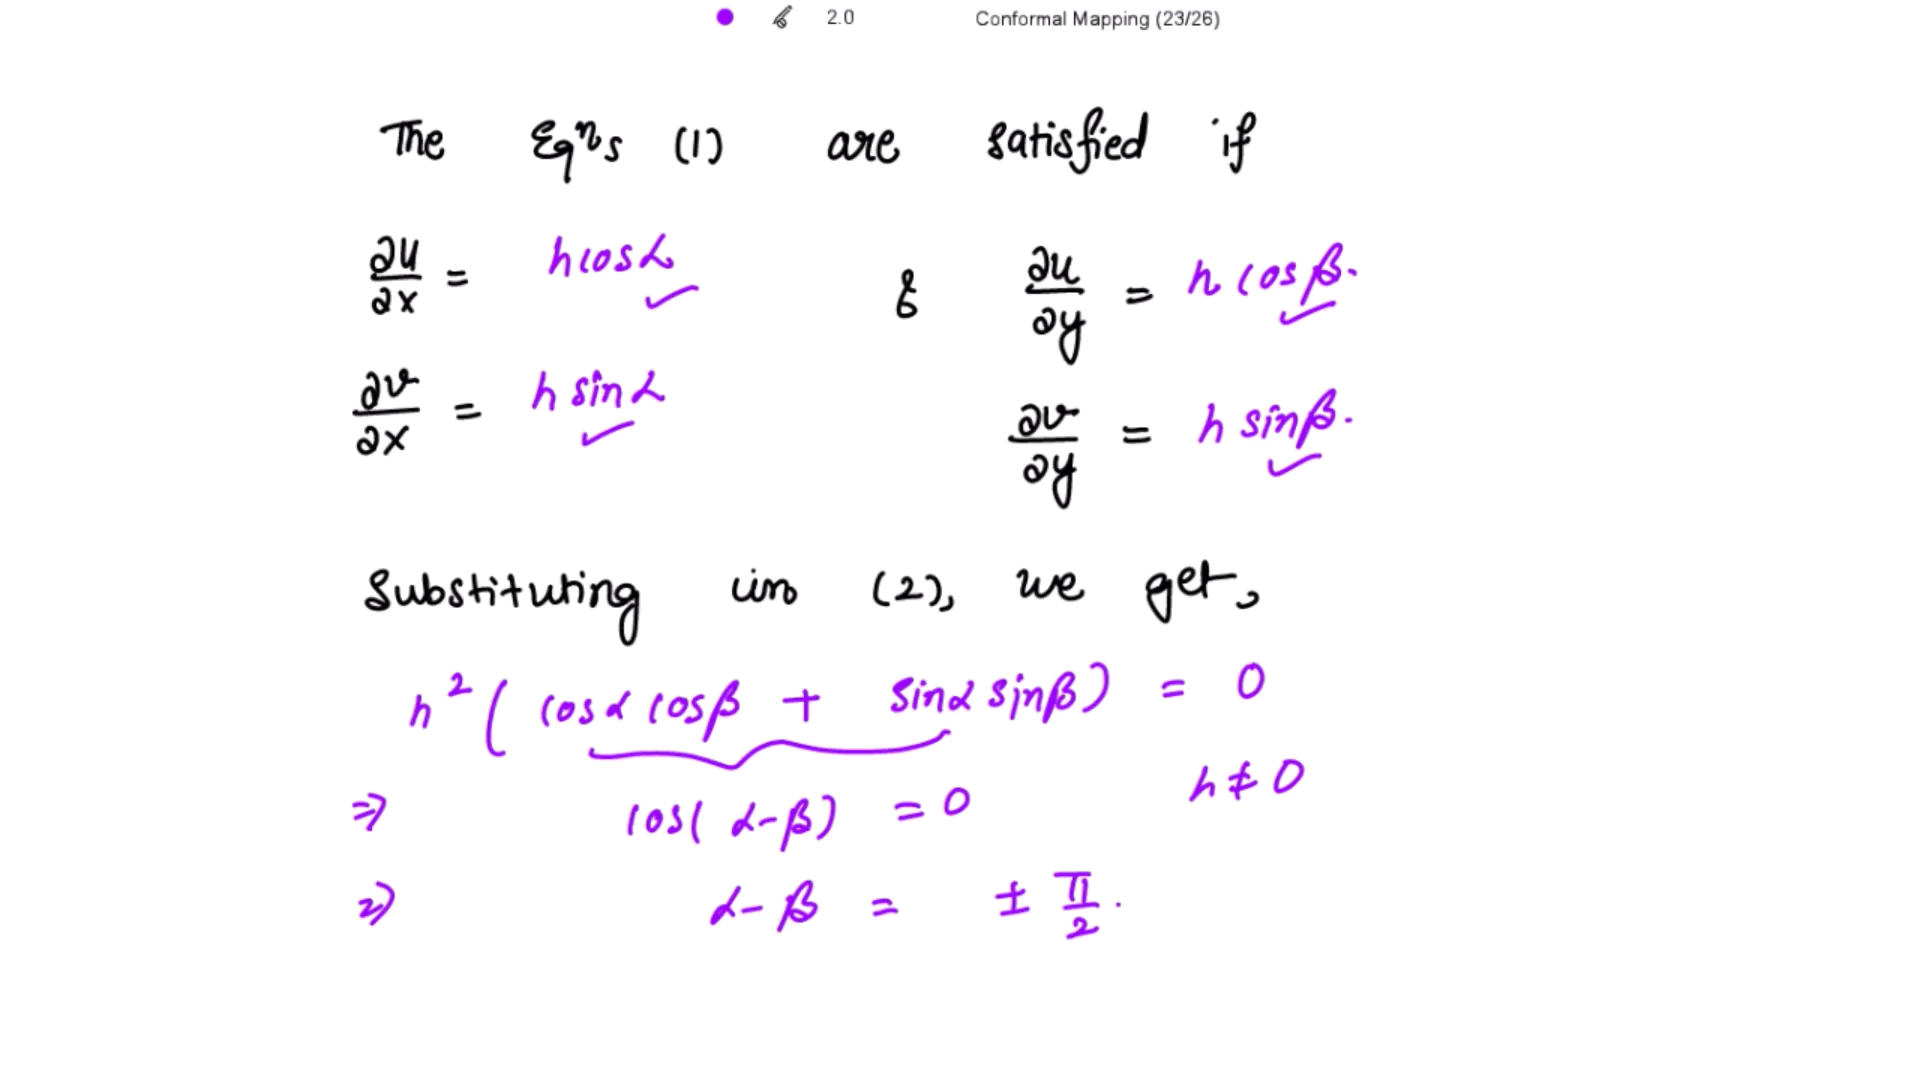 2.0 Conformal Mapping (23/26)
The Eqⁿs (1) are satisfied if
∂u/∂x = h cos α & ∂u/∂y = h cos β.
∂v/∂x = h sin α ∂v/∂y = h sin β.
Substituting in (2), we get,
h² ( cos α cos β + sin α sin β ) = 0
⇒ cos( α - β ) = 0 h ≠ 0
⇒ α - β = ± π/2 .